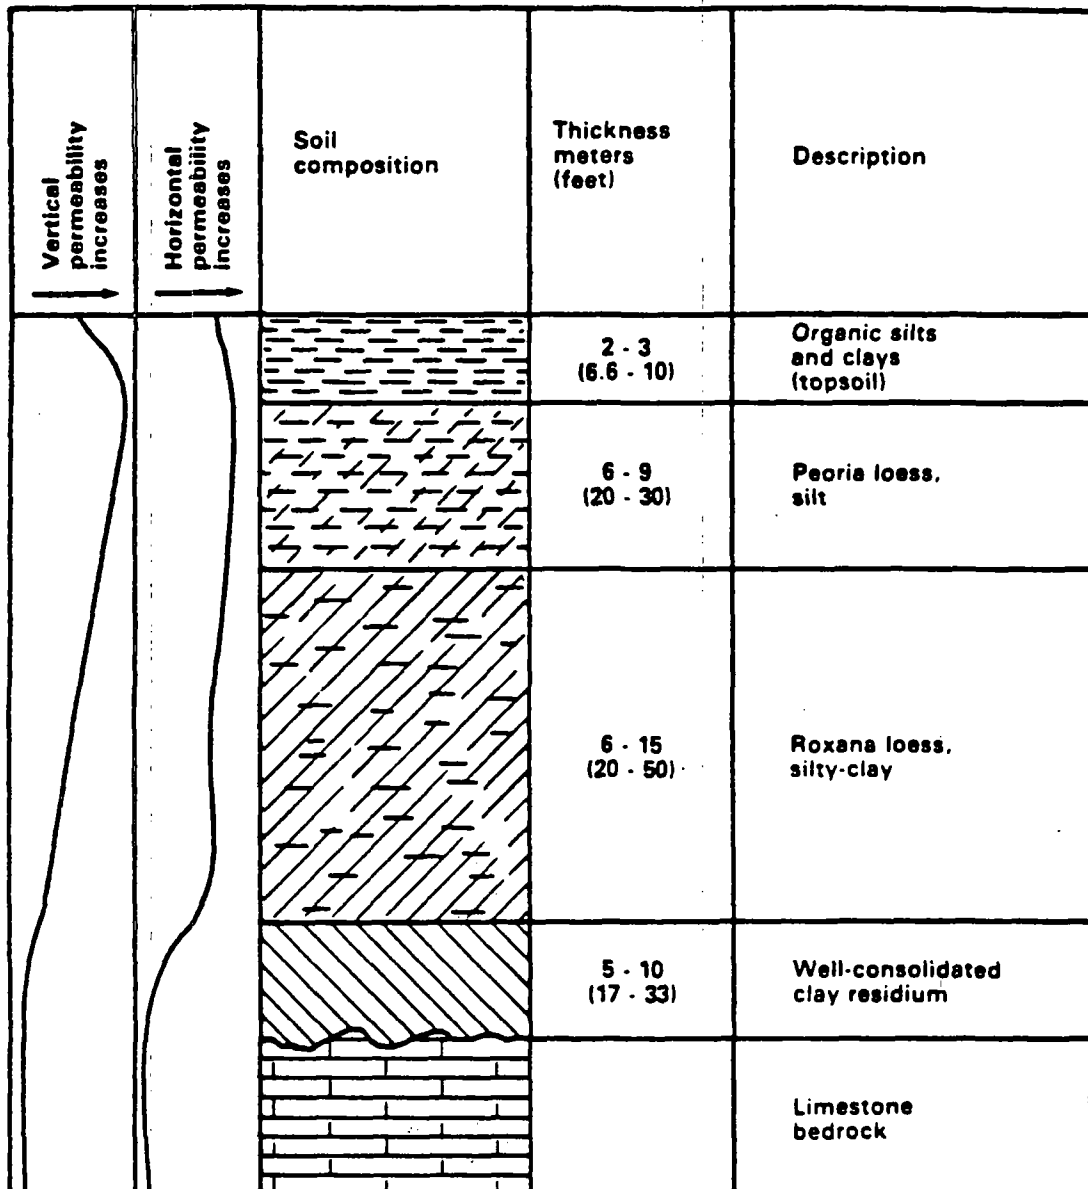 Vertical
permeability
increases
Horizontal
permeability
increases
Soil
composition
Thickness
meters
(feet)
Description
2 - 3
(6.6 - 10)
Organic silts
and clays
(topsoil)
6 - 9
(20 - 30)
Peoria loess,
silt
6 - 15
(20 - 50)
Roxana loess,
silty-clay
5 - 10
(17 - 33)
Well-consolidated
clay residium
Limestone
bedrock